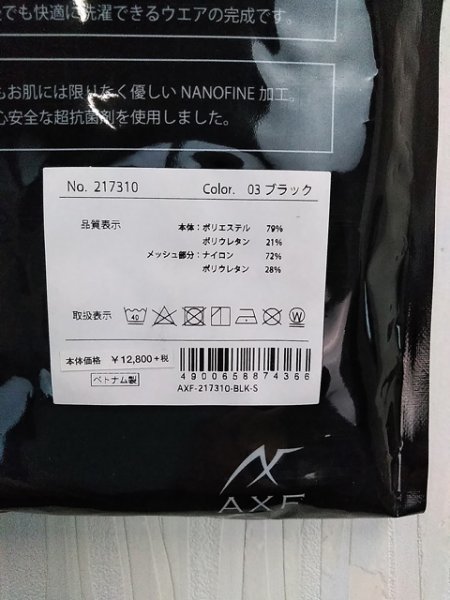 でも快適に洗濯できるウエアの完成です。
もお肌には限りなく優しい NANOFINE 加工。
心安全な超抗菌剤を使用しました。
No. 217310 Color. 03 ブラック
品質表示 本体：ポリエステル 79%
ポリウレタン 21%
メッシュ部分：ナイロン 72%
ポリウレタン 28%
取扱表示 40 W
本体価格 ¥12,800+税
ベトナム製
4900658874366
AXF-217310-BLK-S
AXF